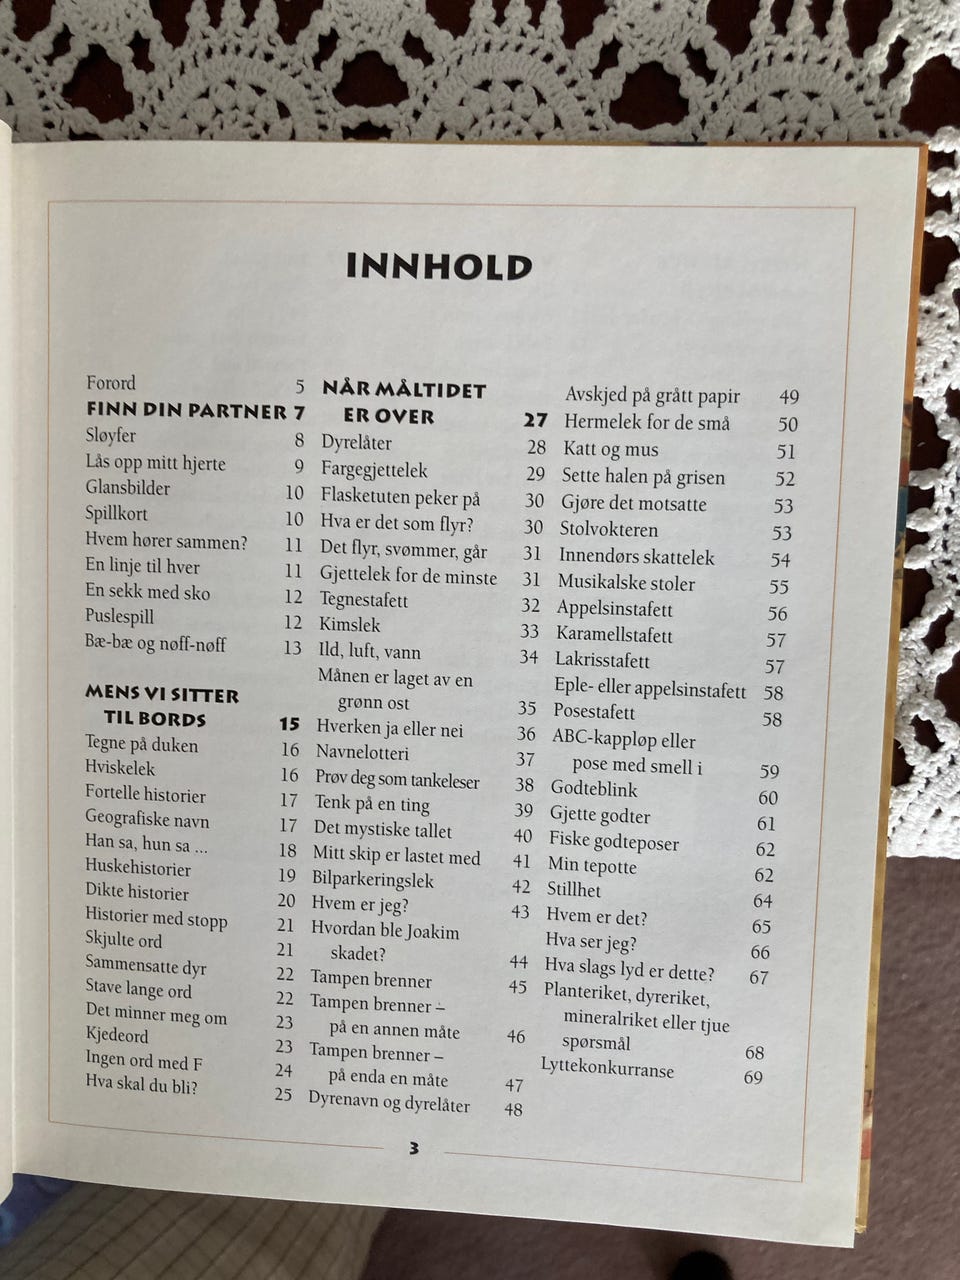 INNHOLD
Forord 5
FINN DIN PARTNER 7
Sløyfer 8
Lås opp mitt hjerte 9
Glansbilder 10
Spillkort 10
Hvem hører sammen? 11
En linje til hver 11
En sekk med sko 12
Puslespill 12
Bæ-bæ og nøff-nøff 13
MENS VI SITTER
TIL BORDS 15
Tegne på duken 16
Hviskelek 16
Fortelle historier 17
Geografiske navn 17
Han sa, hun sa ... 18
Huskehistorier 19
Dikte historier 20
Historier med stopp 21
Skjulte ord 21
Sammensatte dyr 22
Stave lange ord 22
Det minner meg om 23
Kjedeord 23
Ingen ord med F 24
Hva skal du bli? 25
NÅR MÅLTIDET
ER OVER 27
Dyrelåter 28
Fargegjettelek 29
Flasketuten peker på 30
Hva er det som flyr? 30
Det flyr, svømmer, går 31
Gjettelek for de minste 31
Tegnestafett 32
Kimslek 33
Ild, luft, vann 34
Månen er laget av en
grønn ost 35
Hverken ja eller nei 36
Navnelotteri 37
Prøv deg som tankeleser 38
Tenk på en ting 39
Det mystiske tallet 40
Mitt skip er lastet med 41
Bilparkeringslek 42
Hvem er jeg? 43
Hvordan ble Joakim
skadet? 44
Tampen brenner 45
Tampen brenner –
på en annen måte 46
Tampen brenner –
på enda en måte 47
Dyrenavn og dyrelåter 48
Avskjed på grått papir 49
Hermelek for de små 50
Katt og mus 51
Sette halen på grisen 52
Gjøre det motsatte 53
Stolvokteren 53
Innendørs skattelek 54
Musikalske stoler 55
Appelsinstafett 56
Karamellstafett 57
Lakrisstafett 57
Eple- eller appelsinstafett 58
Posestafett 58
ABC-kappløp eller
pose med smell i 59
Godteblink 60
Gjette godter 61
Fiske godteposer 62
Min tepotte 62
Stillhet 64
Hvem er det? 65
Hva ser jeg? 66
Hva slags lyd er dette? 67
Planteriket, dyreriket,
mineralriket eller tjue
spørsmål 68
Lyttekonkurranse 69
3